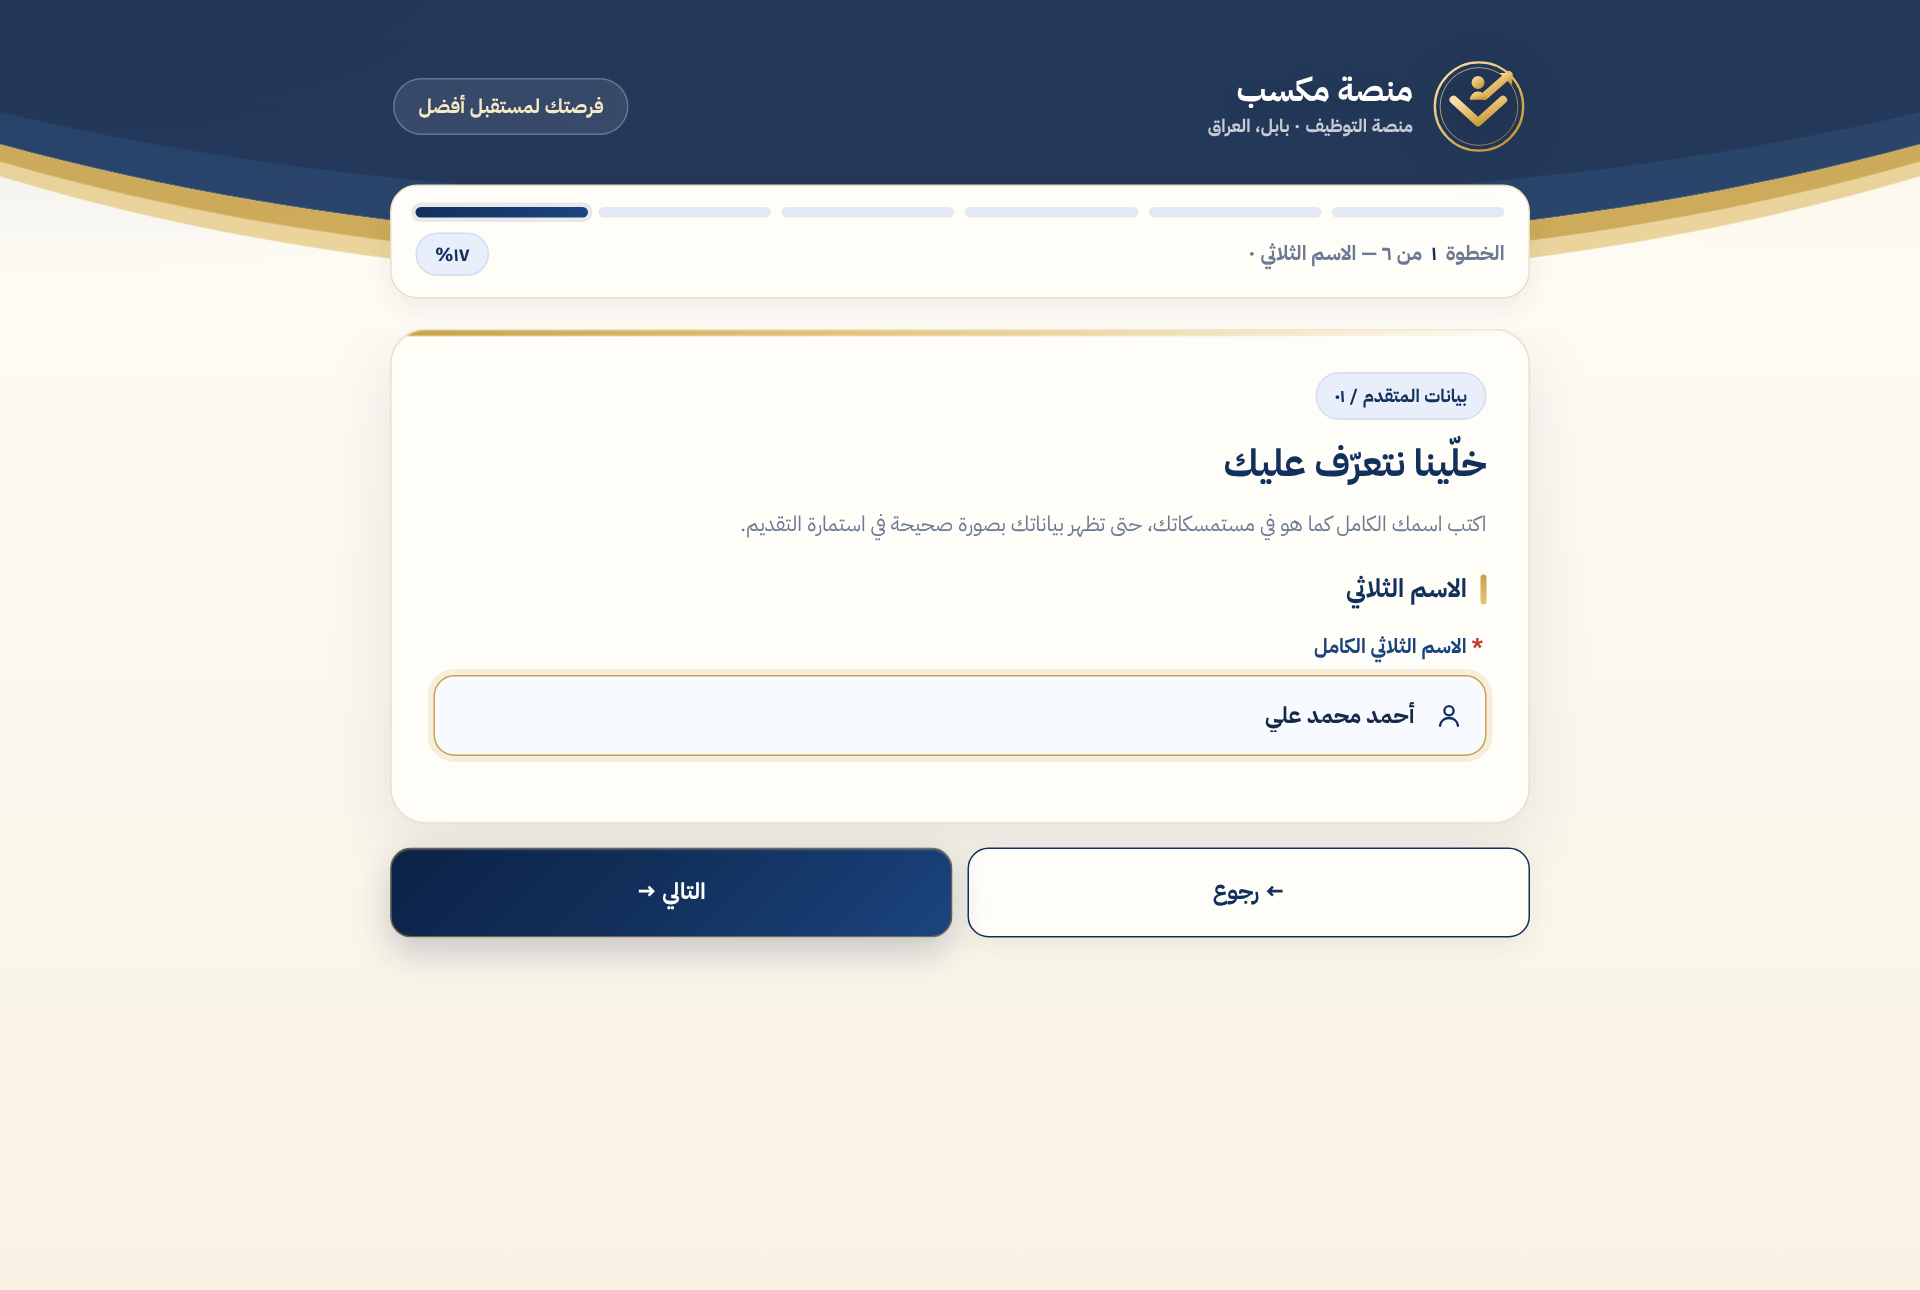 منصة مكسب
منصة التوظيف · بابل، العراق
فرصتك لمستقبل أفضل
الخطوة ١ من ٦ — الاسم الثلاثي ·
١٧%
بيانات المتقدم / ٠١
خلّينا نتعرّف عليك
اكتب اسمك الكامل كما هو في مستمسكاتك، حتى تظهر بياناتك بصورة صحيحة في استمارة التقديم.
الاسم الثلاثي
* الاسم الثلاثي الكامل
أحمد محمد علي
← رجوع
التالي →